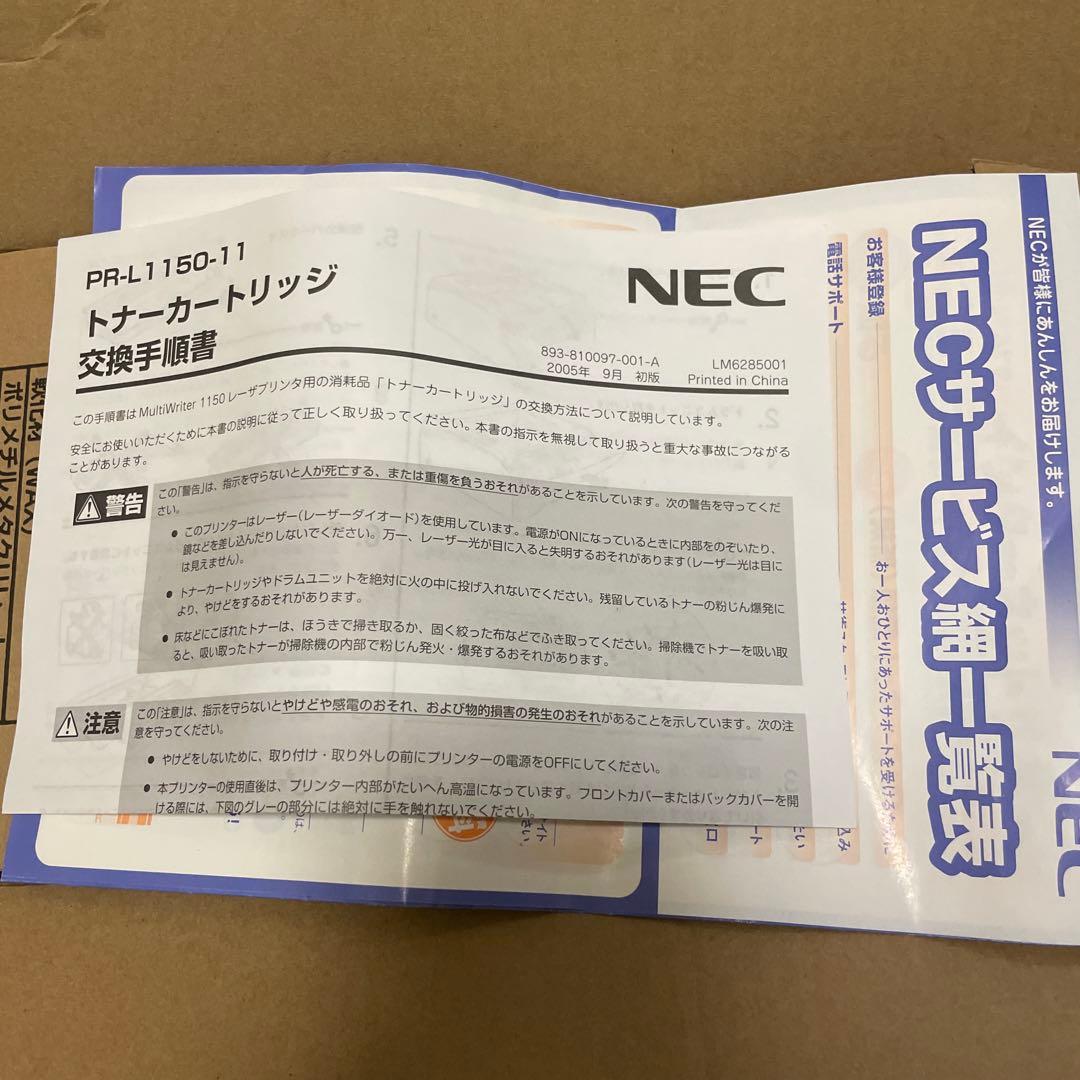 PR-L1150-11
トナーカートリッジ
交換手順書
NEC
893-810097-001-A
2005年 9月 初版
LM6285001
Printed in China
この手順書は MultiWriter 1150 レーザプリンタ用の消耗品「トナーカートリッジ」の交換方法について説明しています。
安全にお使いいただくために本書の説明に従って正しく取り扱ってください。本書の指示を無視して取り扱うと重大な事故につながる
ことがあります。
警告
この「警告」は、指示を守らないと人が死亡する、または重傷を負うおそれがあることを示しています。次の警告を守ってくだ
さい。
● このプリンターはレーザー(レーザーダイオード)を使用しています。電源がONになっているときに内部をのぞいたり、
鏡などを差し込んだりしないでください。万一、レーザー光が目に入ると失明するおそれがあります(レーザー光は目に
は見えません)。
● トナーカートリッジやドラムユニットを絶対に火の中に投げ入れないでください。残留しているトナーの粉じん爆発に
より、やけどをするおそれがあります。
● 床などにこぼれたトナーは、ほうきで掃き取るか、固く絞った布などでふき取ってください。掃除機でトナーを吸い取
ると、吸い取ったトナーが掃除機の内部で粉じん発火・爆発するおそれがあります。
注意
この「注意」は、指示を守らないとやけどや感電のおそれ、および物的損害の発生のおそれがあることを示しています。次の注
意を守ってください。
● やけどをしないために、取り付け・取り外しの前にプリンターの電源をOFFにしてください。
● 本プリンターの使用直後は、プリンター内部がたいへん高温になっています。フロントカバーまたはバックカバーを開
ける際には、下図のグレーの部分には絶対に手を触れないでください。
NECが皆様にあんしんをお届けします。
NECサービス網一覧表
NEC
お客様登録
お一人おひとりにあったサポートを受けるために
電話サポート